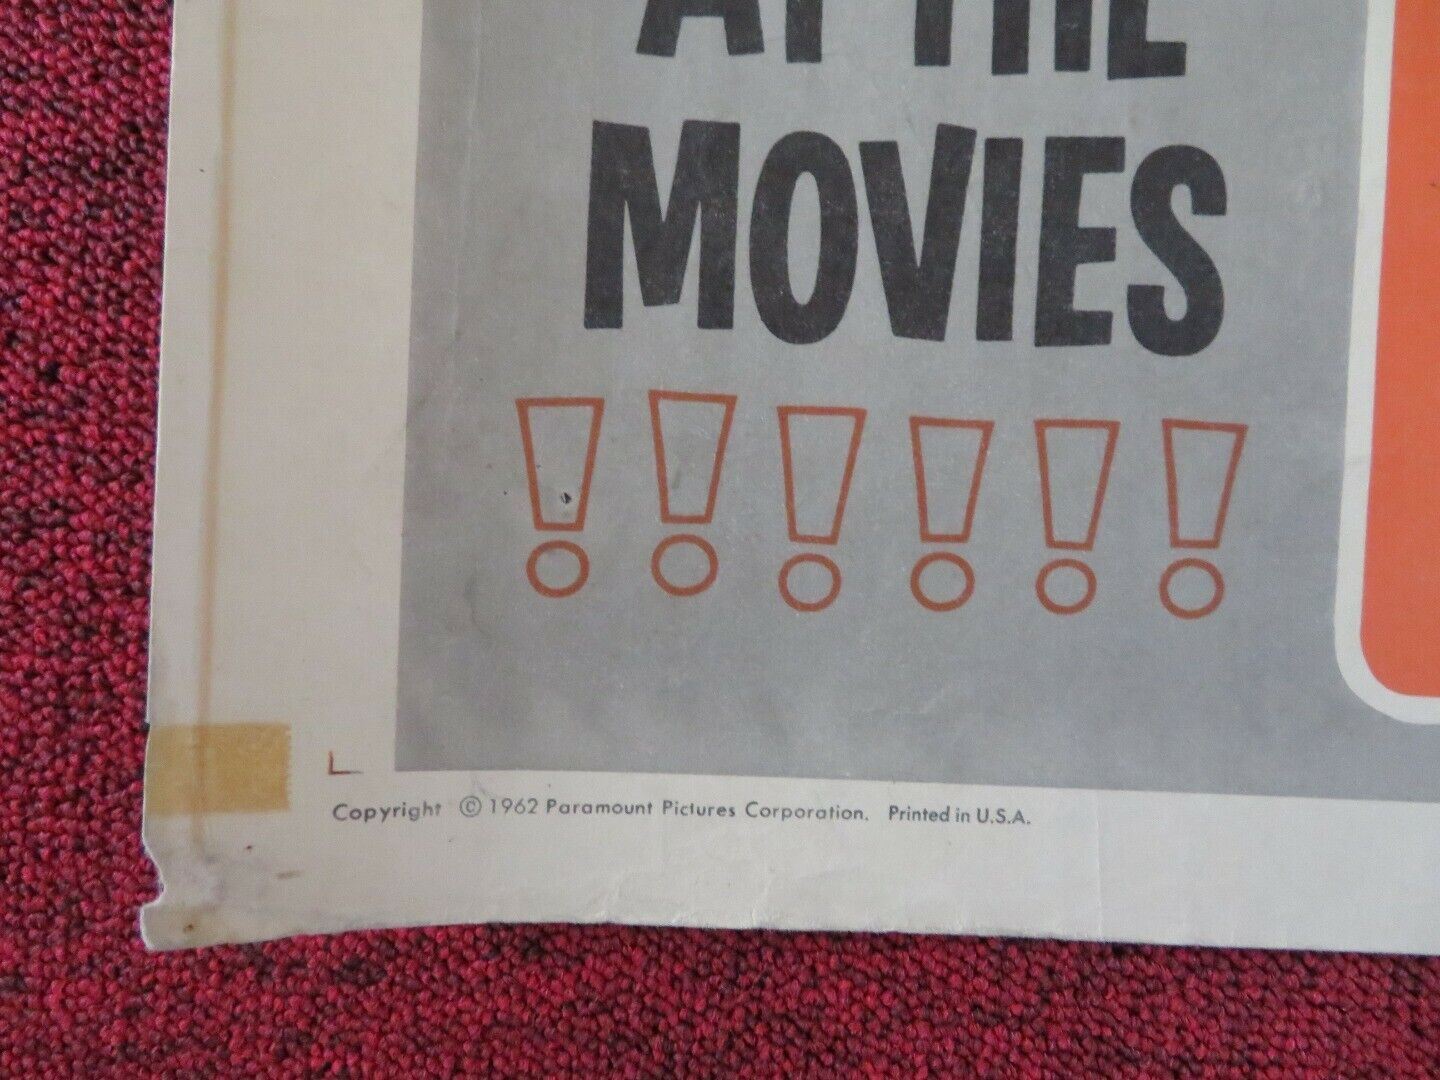 AT THE
MOVIES
!!!!!!
Copyright © 1962 Paramount Pictures Corporation. Printed in U.S.A.